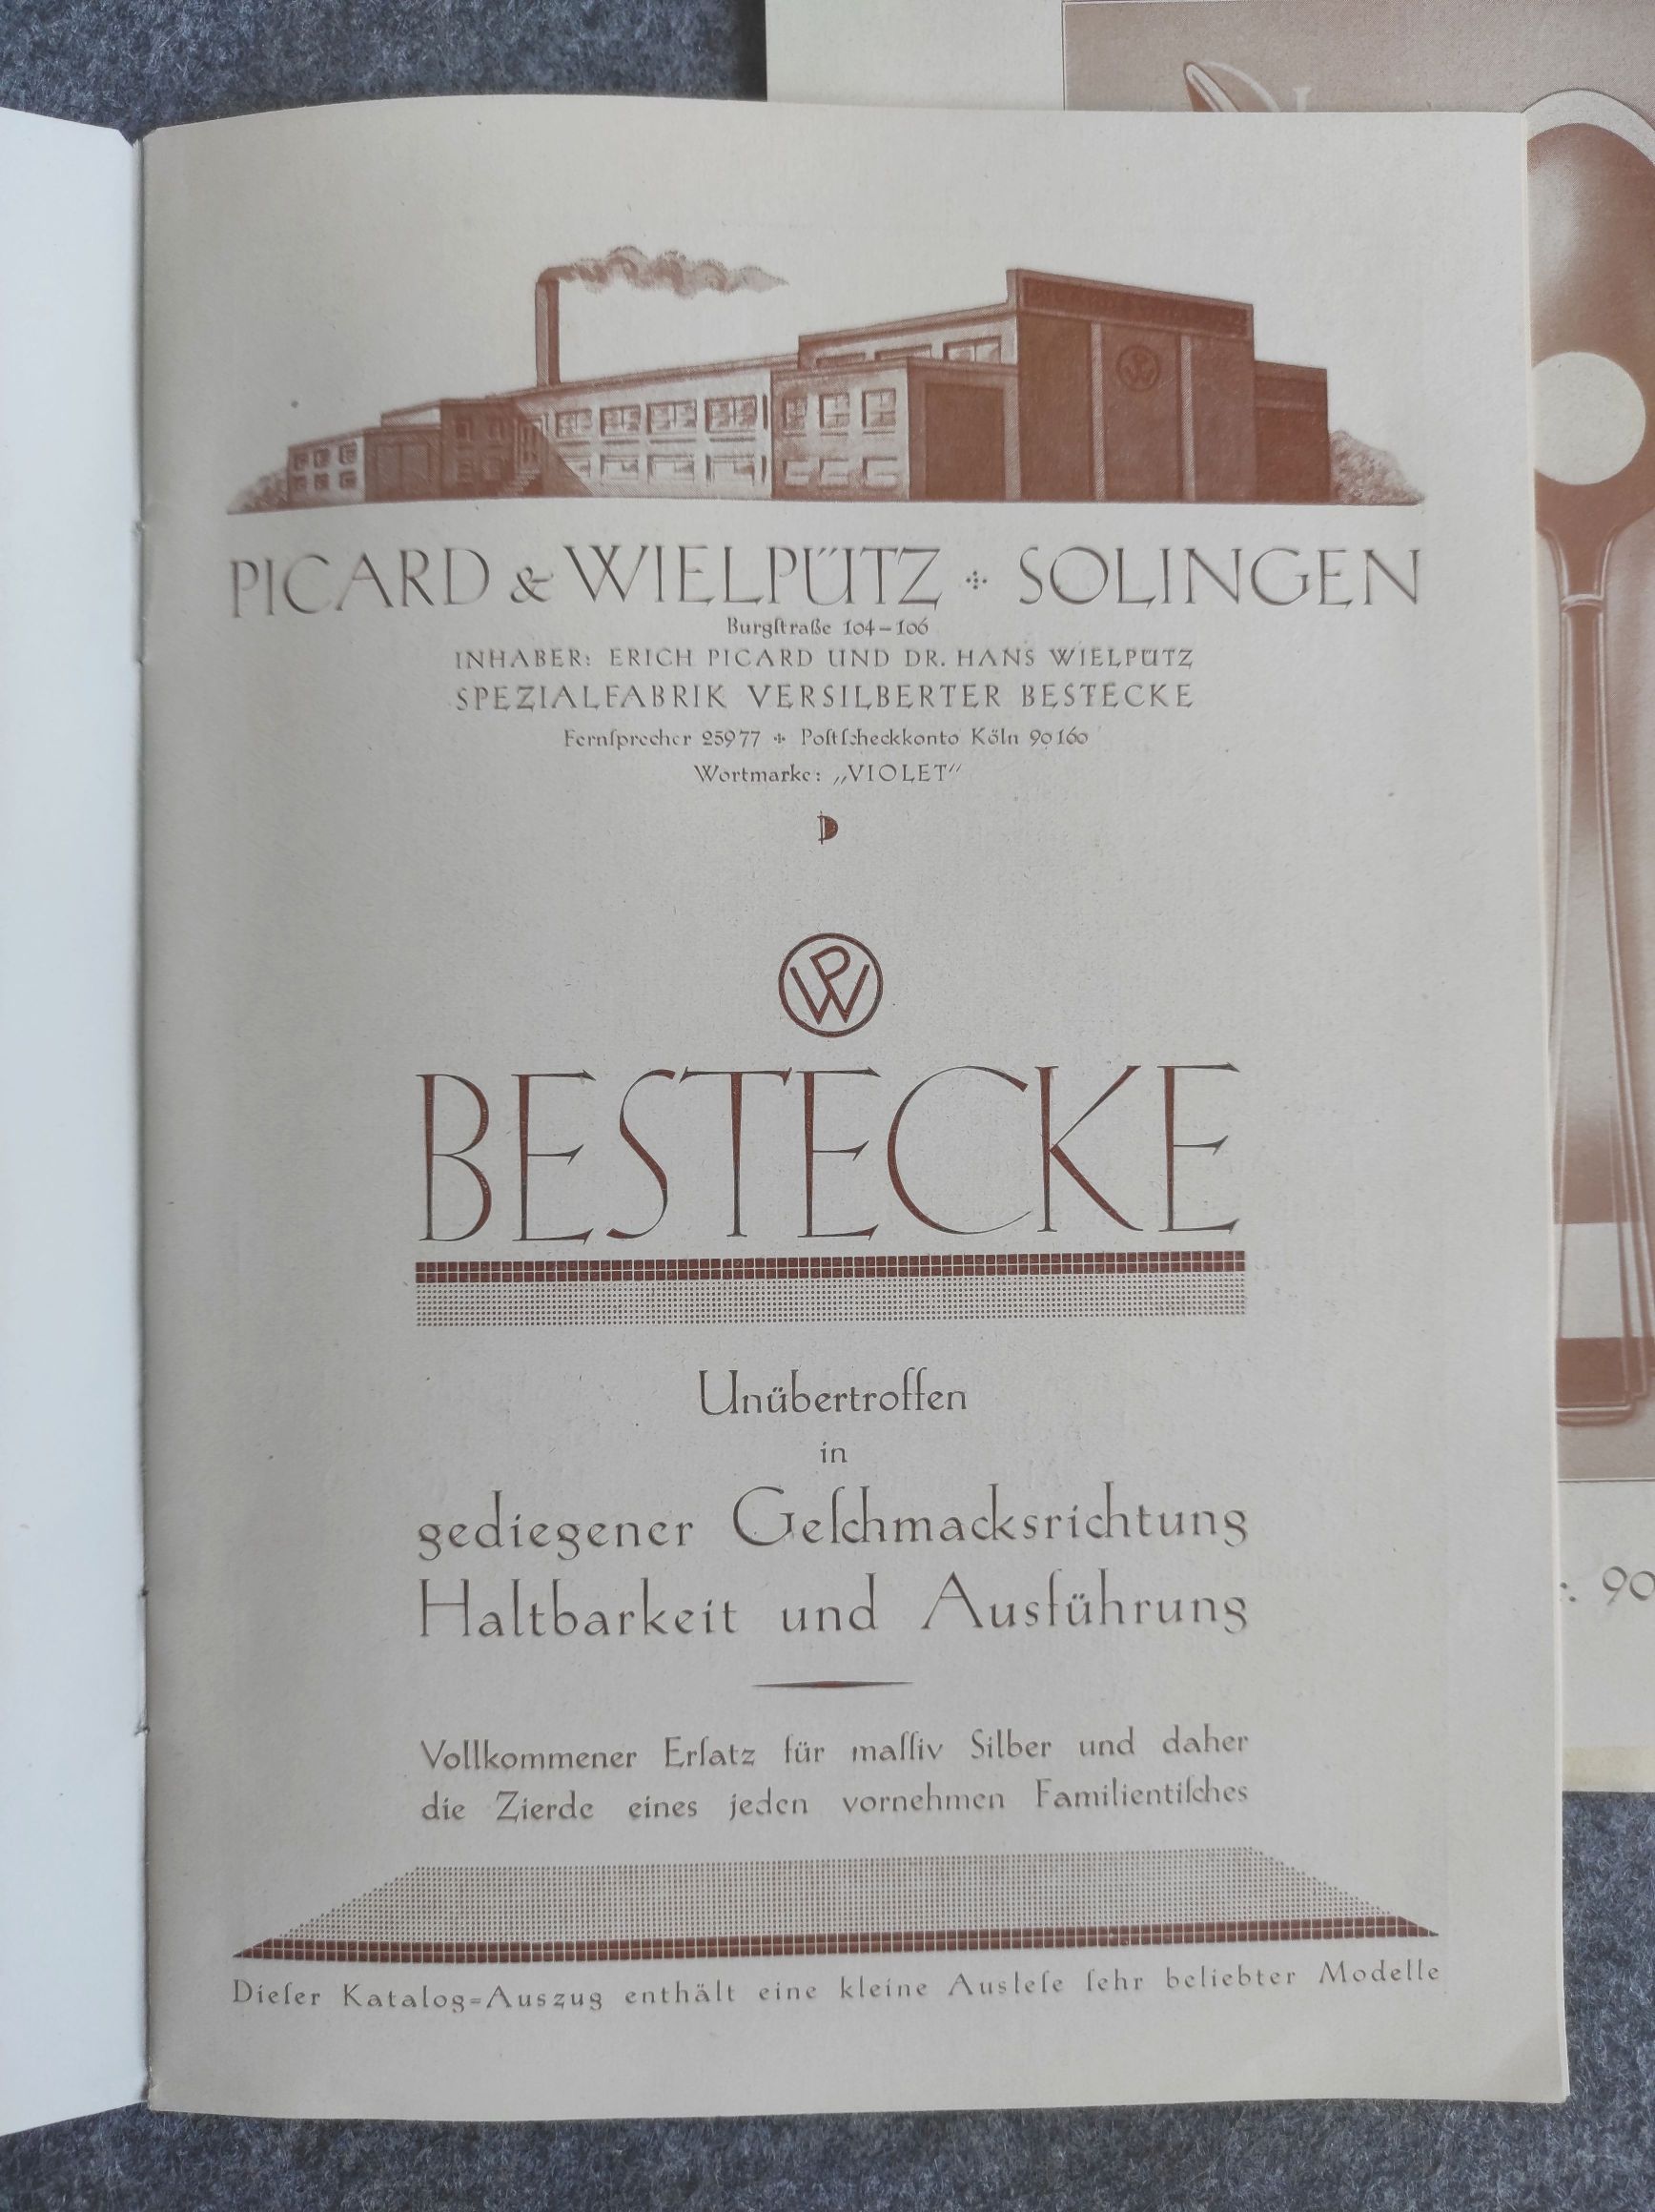 PICARD & WIELPÜTZ ⁘ SOLINGEN
Burgſtraße 104–106
INHABER: ERICH PICARD UND DR. HANS WIELPÜTZ
SPEZIALFABRIK VERSILBERTER BESTECKE
Fernſprecher 25977 ⁘ Poſtſcheckkonto Köln 90160
Wortmarke: „VIOLET“
D
PW
BESTECKE
Unübertroffen
in
gediegener Geſchmacksrichtung
Haltbarkeit und Ausführung
Vollkommener Erſatz für maſſiv Silber und daher
die Zierde eines jeden vornehmen Familientiſches
Dieſer Katalog=Auszug enthält eine kleine Ausleſe ſehr beliebter Modelle
90